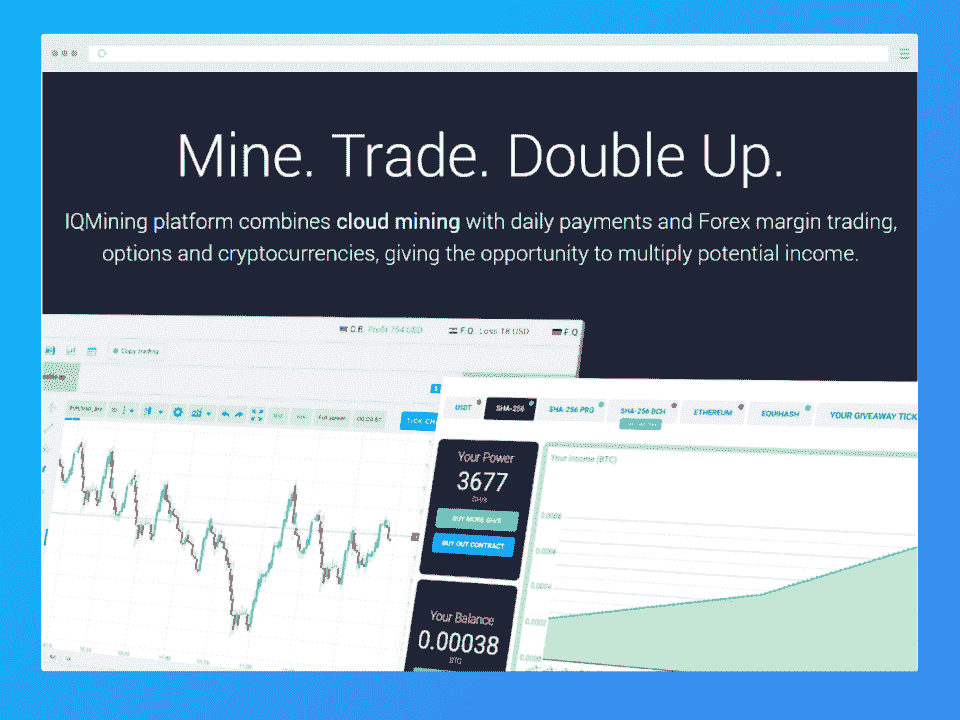 Mine. Trade. Double Up.
IQMining platform combines cloud mining with daily payments and Forex margin trading,
options and cryptocurrencies, giving the opportunity to multiply potential income.
G.B. Profit 754 USD
F.Q. Loss 18 USD
F.Q.
Copy trading
1
Full screen
TICK CH
USDT
SHA-256
SHA-256 PRO
SHA-256 BCH
ETHEREUM
EQUIHASH
YOUR GIVEAWAY TICK
Your Power
3677
GH/S
BUY MORE GH/S
BUY OUT CONTRACT
Your Balance
0.00038
BTC
Your income (BTC)
0.0008
0.0006
0.0004
0.0002
0.0000